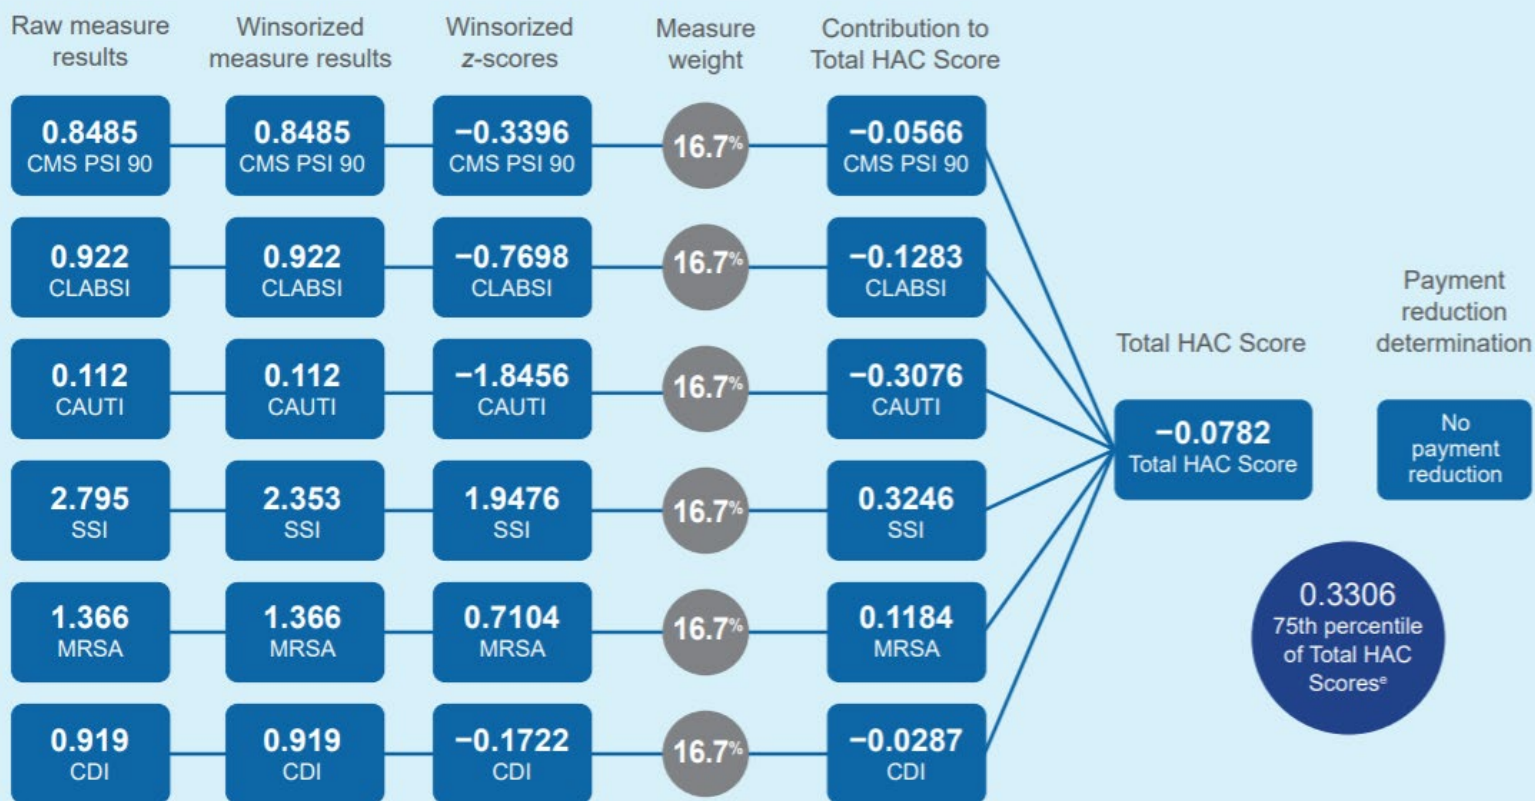 Raw measure
results
Winsorized
measure results
Winsorized
z-scores
Measure
weight
Contribution to
Total HAC Score
0.8485
CMS PSI 90
0.8485
CMS PSI 90
−0.3396
CMS PSI 90
16.7%
−0.0566
CMS PSI 90
0.922
CLABSI
0.922
CLABSI
−0.7698
CLABSI
16.7%
−0.1283
CLABSI
0.112
CAUTI
0.112
CAUTI
−1.8456
CAUTI
16.7%
−0.3076
CAUTI
2.795
SSI
2.353
SSI
1.9476
SSI
16.7%
0.3246
SSI
1.366
MRSA
1.366
MRSA
0.7104
MRSA
16.7%
0.1184
MRSA
0.919
CDI
0.919
CDI
−0.1722
CDI
16.7%
−0.0287
CDI
Total HAC Score
−0.0782
Total HAC Score
Payment
reduction
determination
No
payment
reduction
0.3306
75th percentile
of Total HAC
Scoresᵉ